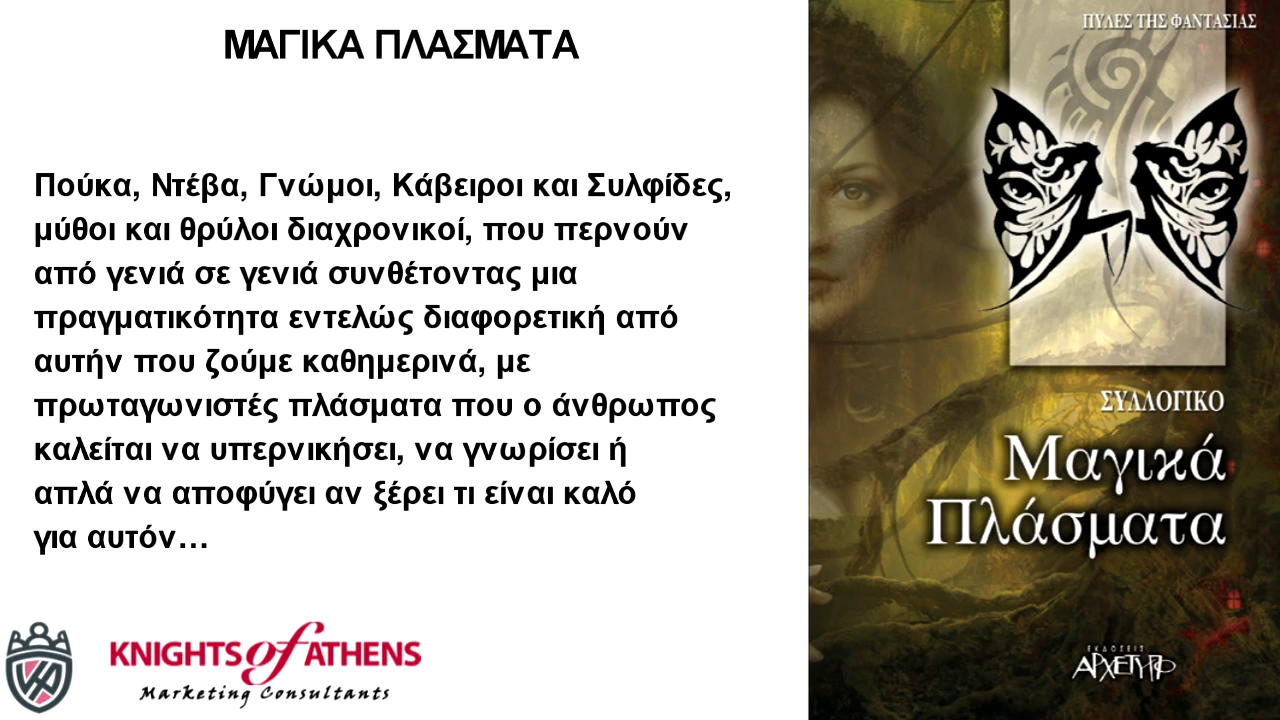 ΜΑΓΙΚΑ ΠΛΑΣΜΑΤΑ
Πούκα, Ντέβα, Γνώμοι, Κάβειροι και Συλφίδες,
μύθοι και θρύλοι διαχρονικοί, που περνούν
από γενιά σε γενιά συνθέτοντας μια
πραγματικότητα εντελώς διαφορετική από
αυτήν που ζούμε καθημερινά, με
πρωταγωνιστές πλάσματα που ο άνθρωπος
καλείται να υπερνικήσει, να γνωρίσει ή
απλά να αποφύγει αν ξέρει τι είναι καλό
για αυτόν…
KNIGHTS of ATHENS
Marketing Consultants
ΠΥΛΕΣ ΤΗΣ ΦΑΝΤΑΣΙΑΣ
ΣΥΛΛΟΓΙΚΟ
Μαγικά
Πλάσματα
ΕΚΔΟΣΕΙΣ
ΑΡΧΕΤΥΠΟ